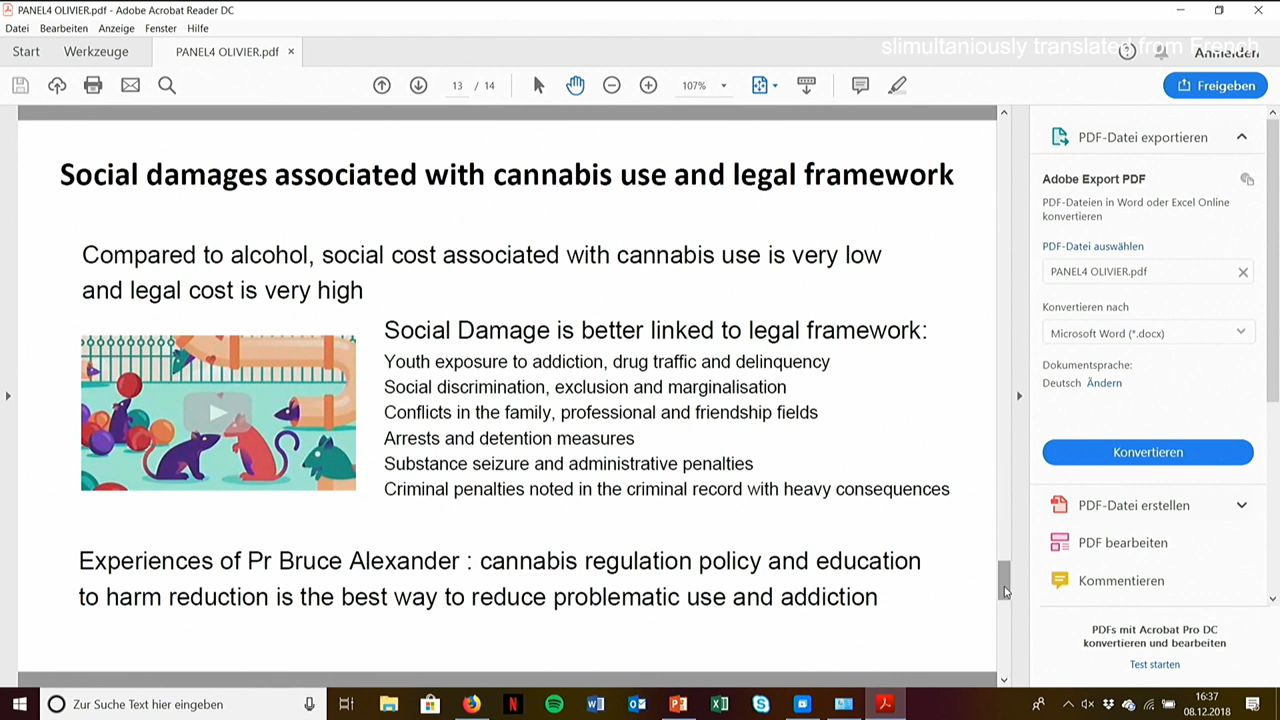 PANEL4 OLIVIER.pdf - Adobe Acrobat Reader DC
Datei Bearbeiten Anzeige Fenster Hilfe
Start Werkzeuge PANEL4 OLIVIER.pdf ×
slimultaniously translated from French
Anmelden
13 / 14
107%
Freigeben
Social damages associated with cannabis use and legal framework
Compared to alcohol, social cost associated with cannabis use is very low
and legal cost is very high
Social Damage is better linked to legal framework:
Youth exposure to addiction, drug traffic and delinquency
Social discrimination, exclusion and marginalisation
Conflicts in the family, professional and friendship fields
Arrests and detention measures
Substance seizure and administrative penalties
Criminal penalties noted in the criminal record with heavy consequences
Experiences of Pr Bruce Alexander : cannabis regulation policy and education
to harm reduction is the best way to reduce problematic use and addiction
PDF-Datei exportieren
Adobe Export PDF
PDF-Dateien in Word oder Excel Online
konvertieren
PDF-Datei auswählen
PANEL4 OLIVIER.pdf
Konvertieren nach
Microsoft Word (*.docx)
Dokumentsprache:
Deutsch Ändern
Konvertieren
PDF-Datei erstellen
PDF bearbeiten
Kommentieren
PDFs mit Acrobat Pro DC
konvertieren und bearbeiten
Test starten
Zur Suche Text hier eingeben
16:37
08.12.2018